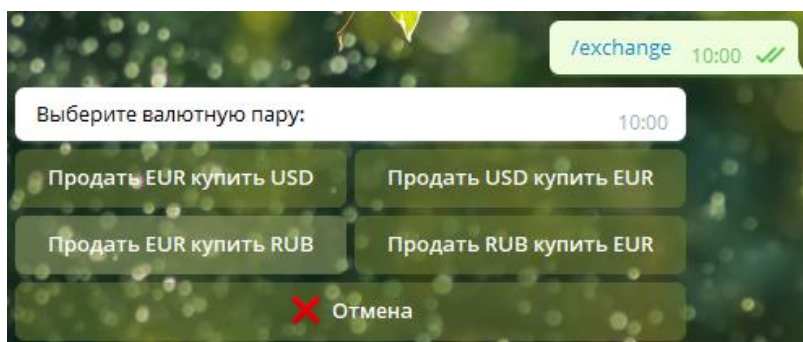 /exchange 10:00
Выберите валютную пару:
10:00
Продать EUR купить USD
Продать USD купить EUR
Продать EUR купить RUB
Продать RUB купить EUR
Отмена